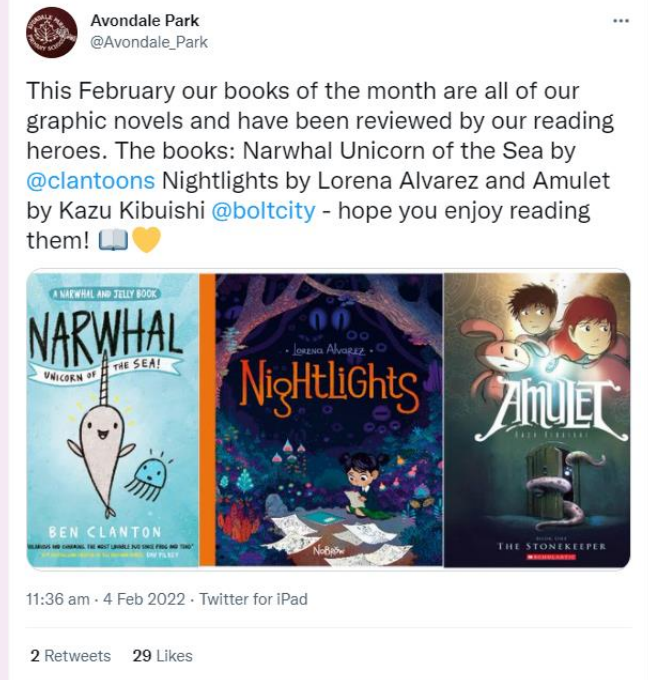 Avondale Park
@Avondale_Park
This February our books of the month are all of our
graphic novels and have been reviewed by our reading
heroes. The books: Narwhal Unicorn of the Sea by
@clantoons Nightlights by Lorena Alvarez and Amulet
by Kazu Kibuishi @boltcity - hope you enjoy reading
them! 📖💛
A NARWHAL AND JELLY BOOK
NARWHAL
UNICORN OF THE SEA!
BEN CLANTON
LORENA ALVAREZ
NIGHTLIGHTS
NOBROW
AMULET
KAZU KIBUISHI
BOOK ONE
THE STONEKEEPER
SCHOLASTIC
11:36 am · 4 Feb 2022 · Twitter for iPad
2 Retweets 29 Likes